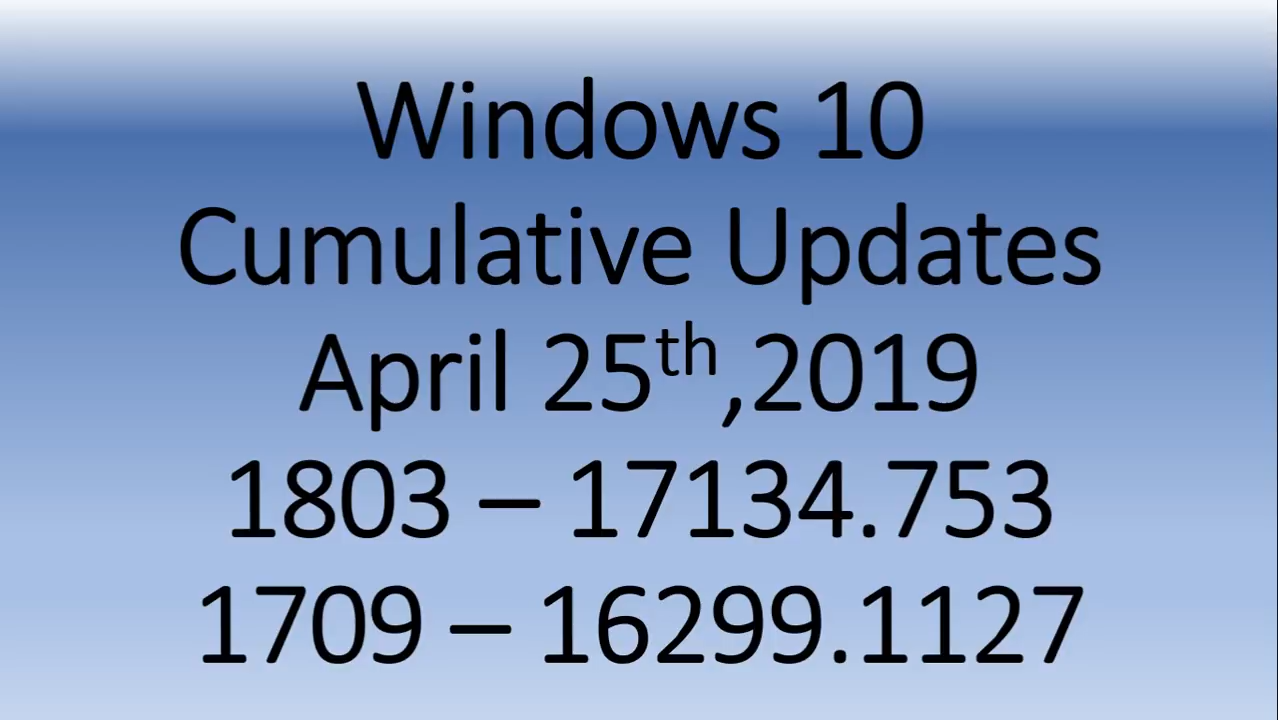 Windows 10
Cumulative Updates
April 25th,2019
1803 – 17134.753
1709 – 16299.1127